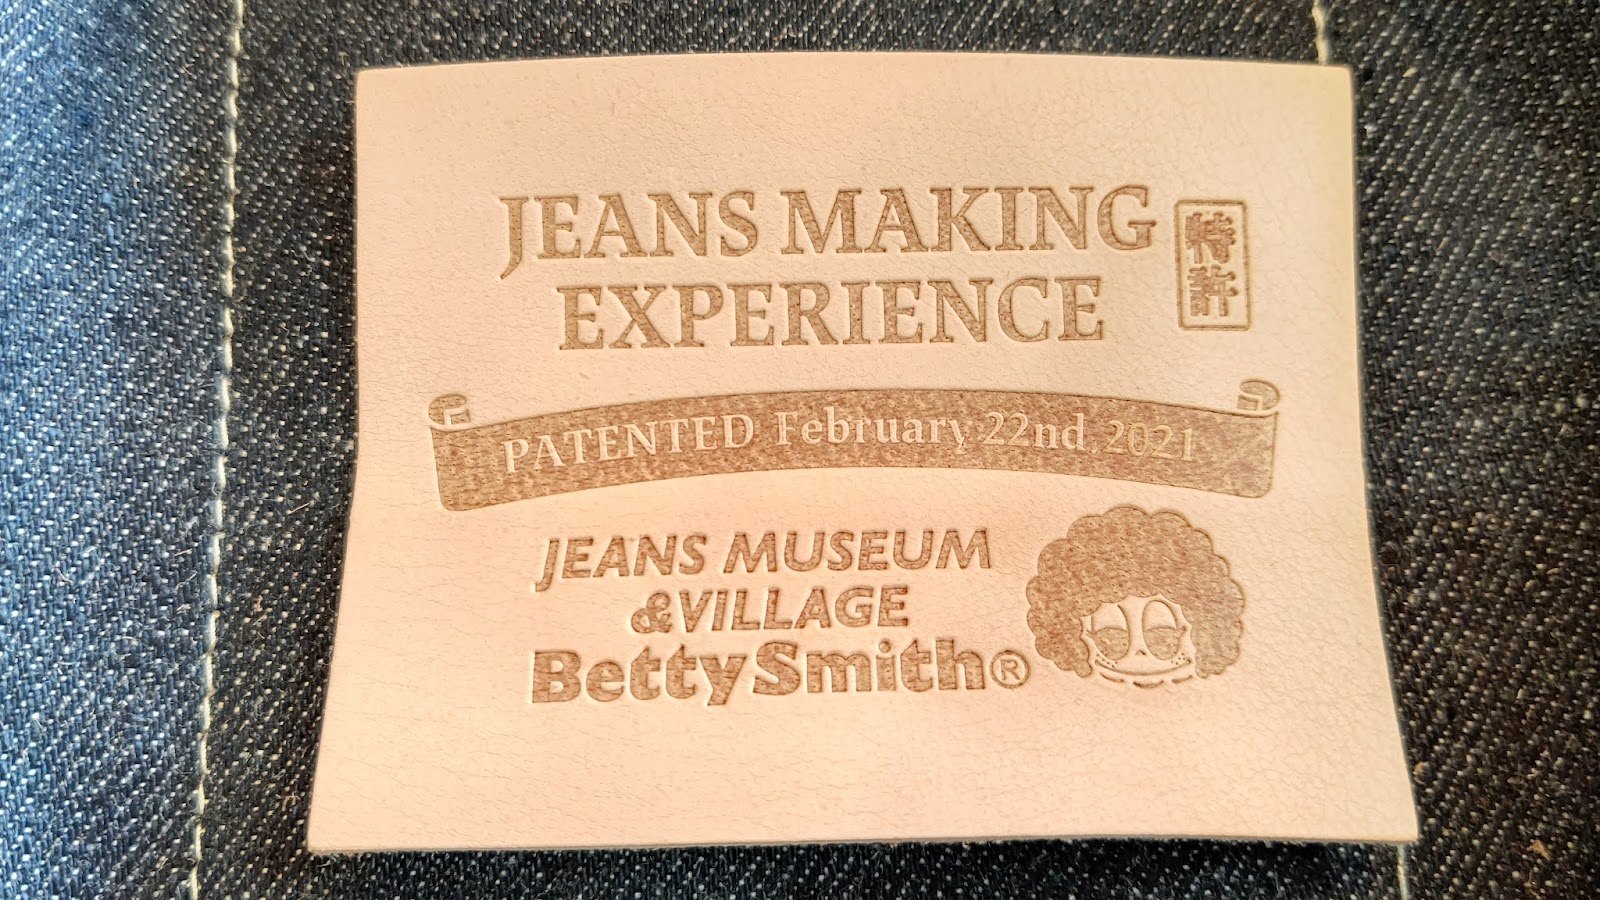 JEANS MAKING
EXPERIENCE
特許
PATENTED February 22nd, 2021
JEANS MUSEUM
&VILLAGE
BettySmith®